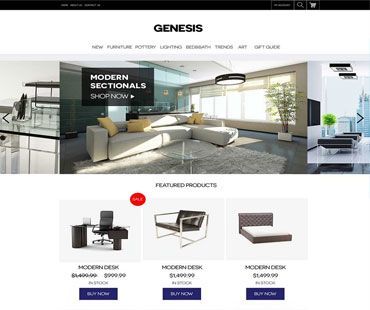 HOME ABOUT US CONTACT US
MY ACCOUNT
GENESIS
NEW FURNITURE POTTERY LIGHTING BED&BATH TRENDS ART GIFT GUIDE
MODERN
SECTIONALS
SHOP NOW ►
FEATURED PRODUCTS
SALE
MODERN DESK MODERN DESK MODERN DESK
$1,499.99 $999.99 $1,499.99 $1,499.99
IN STOCK IN STOCK IN STOCK
BUY NOW BUY NOW BUY NOW